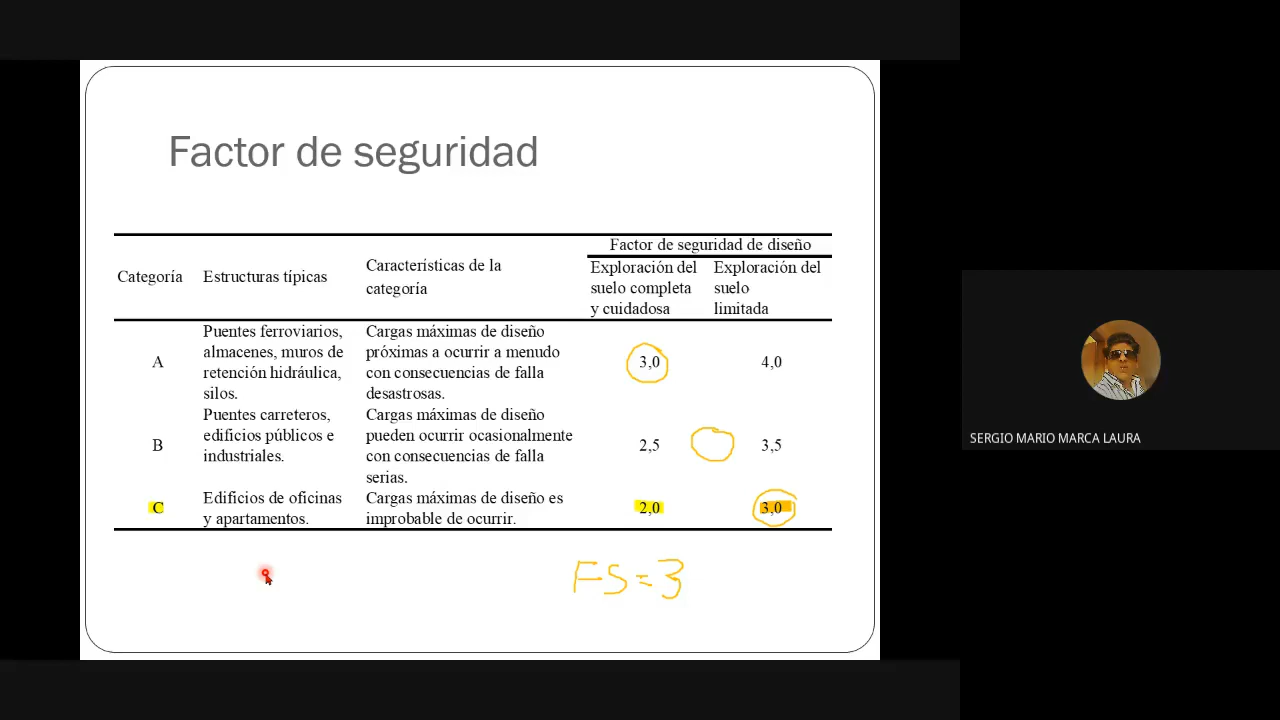 Factor de seguridad
Factor de seguridad de diseño
Categoría
Estructuras típicas
Características de la
categoría
Exploración del
suelo completa
y cuidadosa
Exploración del
suelo
limitada
A
Puentes ferroviarios,
almacenes, muros de
retención hidráulica,
silos.
Cargas máximas de diseño
próximas a ocurrir a menudo
con consecuencias de falla
desastrosas.
3,0
4,0
B
Puentes carreteros,
edificios públicos e
industriales.
Cargas máximas de diseño
pueden ocurrir ocasionalmente
con consecuencias de falla
serias.
2,5
3,5
C
Edificios de oficinas
y apartamentos.
Cargas máximas de diseño es
improbable de ocurrir.
2,0
3,0
FS=3
SERGIO MARIO MARCA LAURA